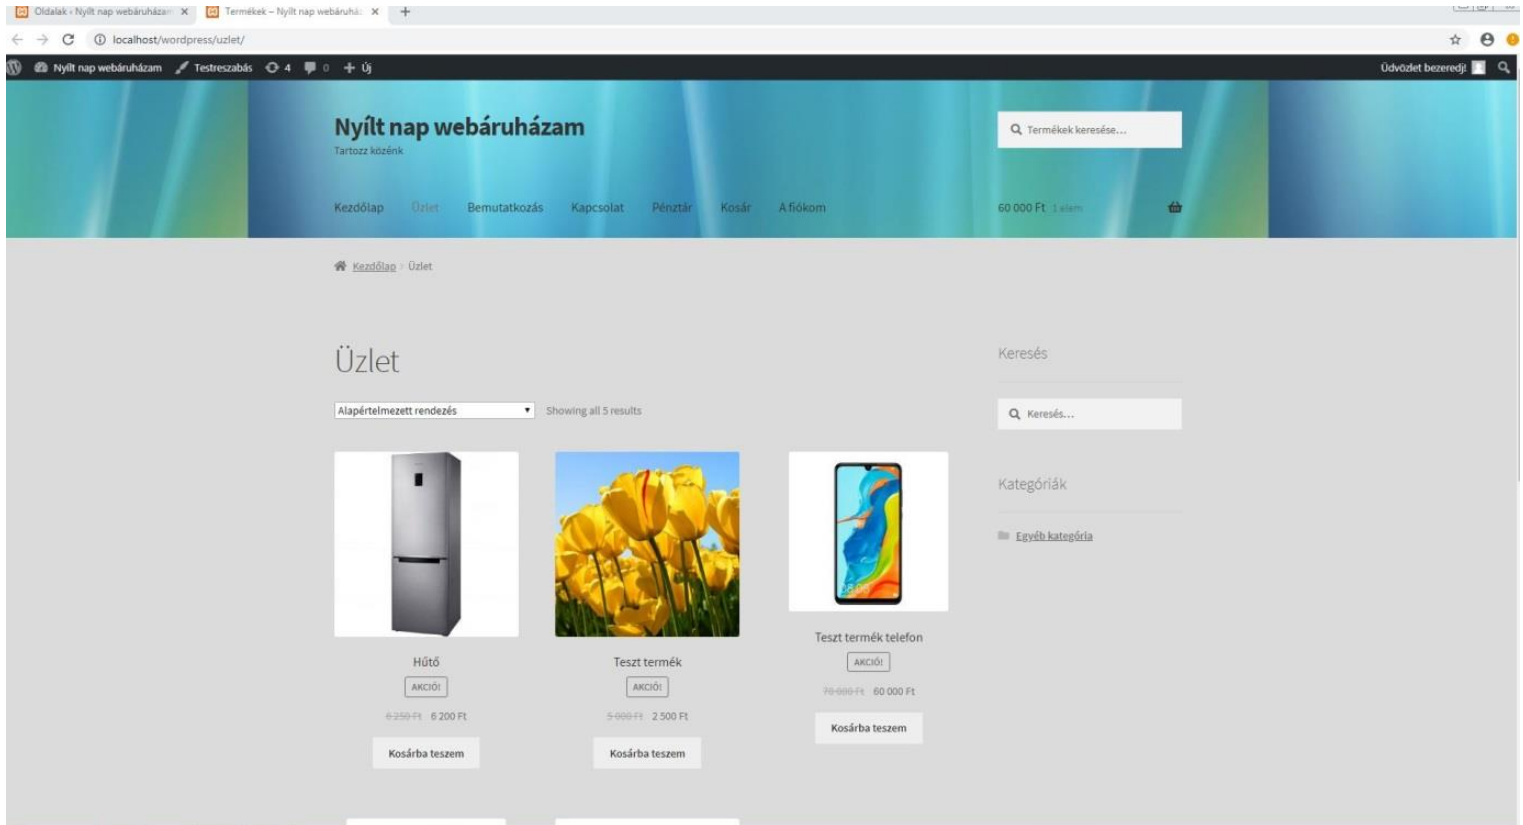 Oldalak ‹ Nyílt nap webáruházam
Termékek – Nyílt nap webáruház
localhost/wordpress/uzlet/
Nyílt nap webáruházam Testreszabás 4 0 Új
Üdvözlet bezeredj!
Nyílt nap webáruházam
Tartozz közénk
Termékek keresése…
Kezdőlap Üzlet Bemutatkozás Kapcsolat Pénztár Kosár A fiókom
60 000 Ft 1 elem
Kezdőlap › Üzlet
Üzlet
Alapértelmezett rendezés
Showing all 5 results
Hűtő
AKCIÓ!
6 250 Ft 6 200 Ft
Kosárba teszem
Teszt termék
AKCIÓ!
5 000 Ft 2 500 Ft
Kosárba teszem
08:08
Teszt termék telefon
AKCIÓ!
70 000 Ft 60 000 Ft
Kosárba teszem
Keresés
Keresés…
Kategóriák
Egyéb kategória